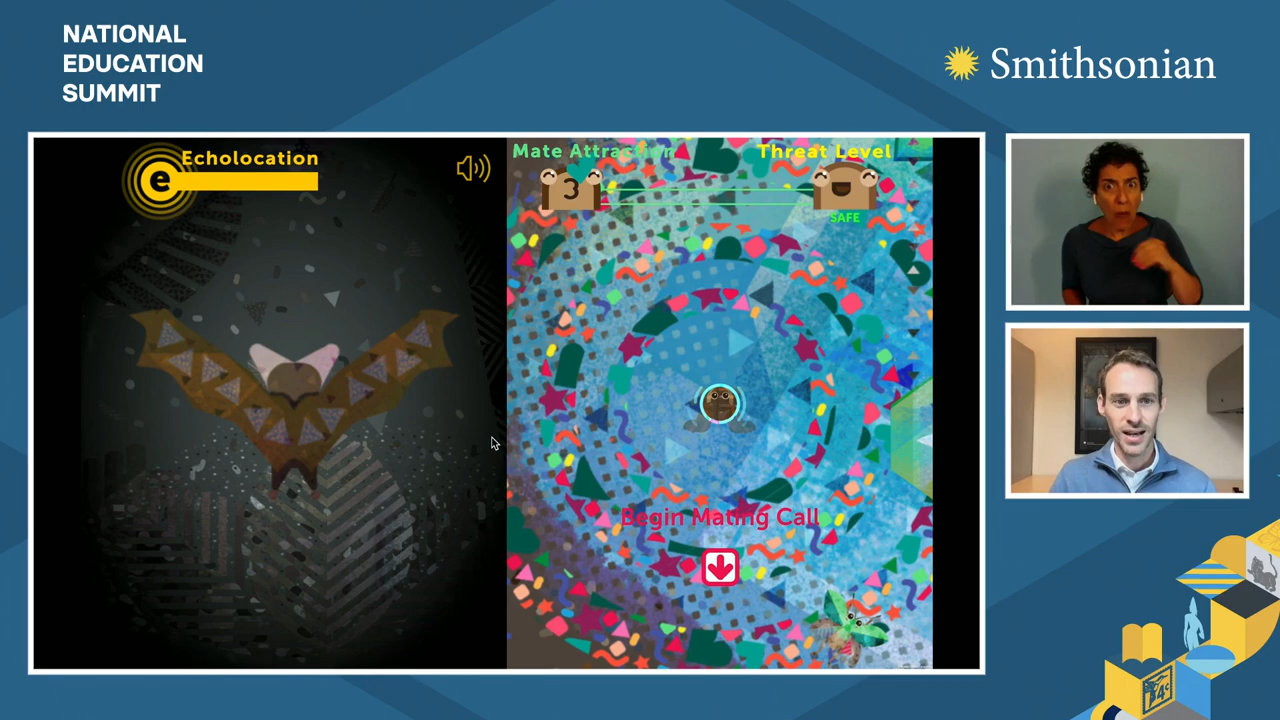 NATIONAL
EDUCATION
SUMMIT
Smithsonian
e
Echolocation
Mate Attraction
3
Threat Level
SAFE
Begin Mating Call